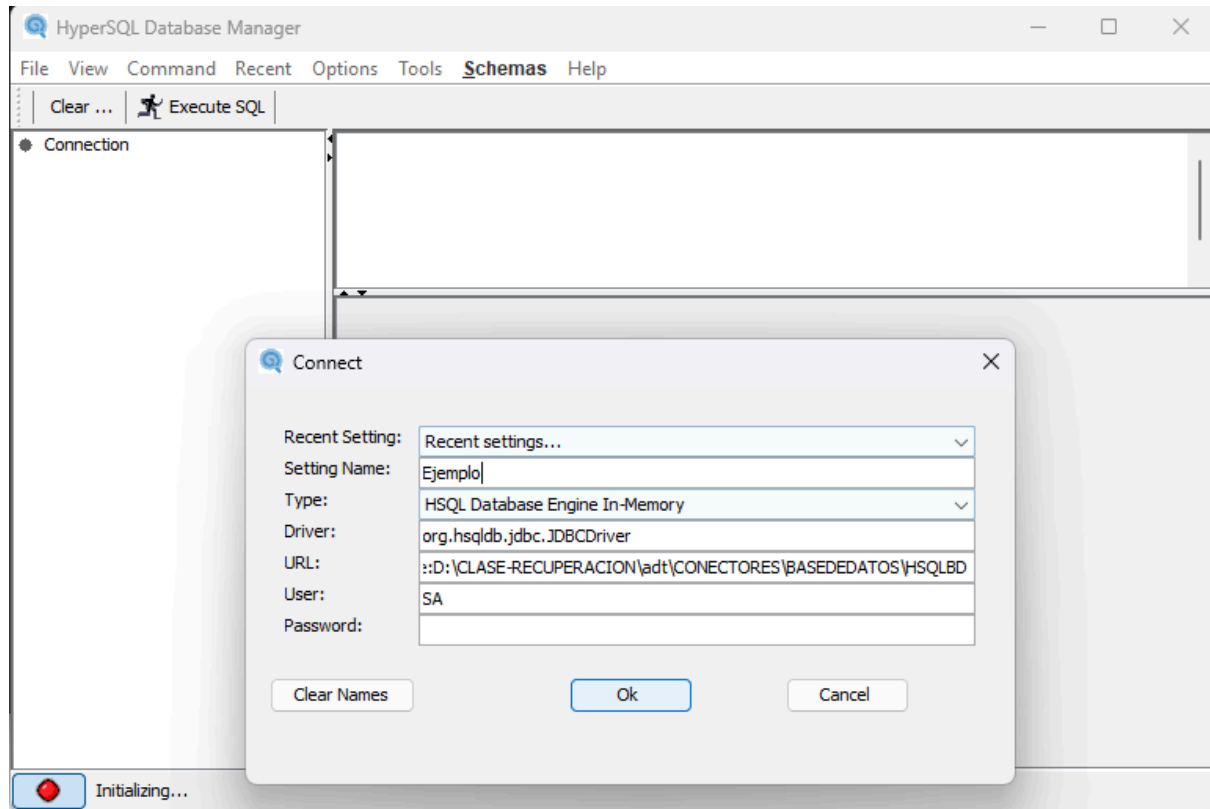 HyperSQL Database Manager
File View Command Recent Options Tools Schemas Help
Clear ... Execute SQL
Connection
Connect
Recent Setting: Recent settings...
Setting Name: Ejemplo
Type: HSQL Database Engine In-Memory
Driver: org.hsqldb.jdbc.JDBCDriver
URL: ::D:\CLASE-RECUPERACION\adt\CONECTORES\BASEDEDATOS\HSQLBD
User: SA
Password:
Clear Names Ok Cancel
Initializing...